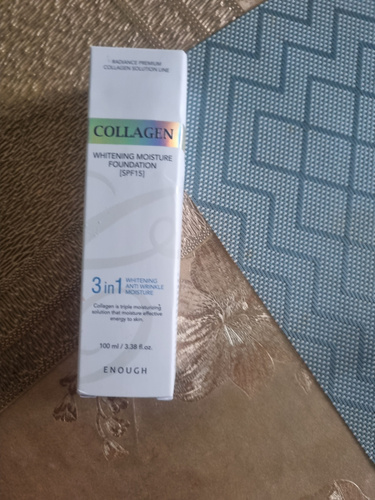 RADIANCE PREMIUM
COLLAGEN SOLUTION LINE
COLLAGEN
WHITENING MOISTURE
FOUNDATION
[SPF15]
3 in 1
WHITENING
ANTI WRINKLE
MOISTURE
Collagen is triple moisturizing
solution that moisture effective
energy to skin.
100 ml / 3.38 fl.oz.
ENOUGH